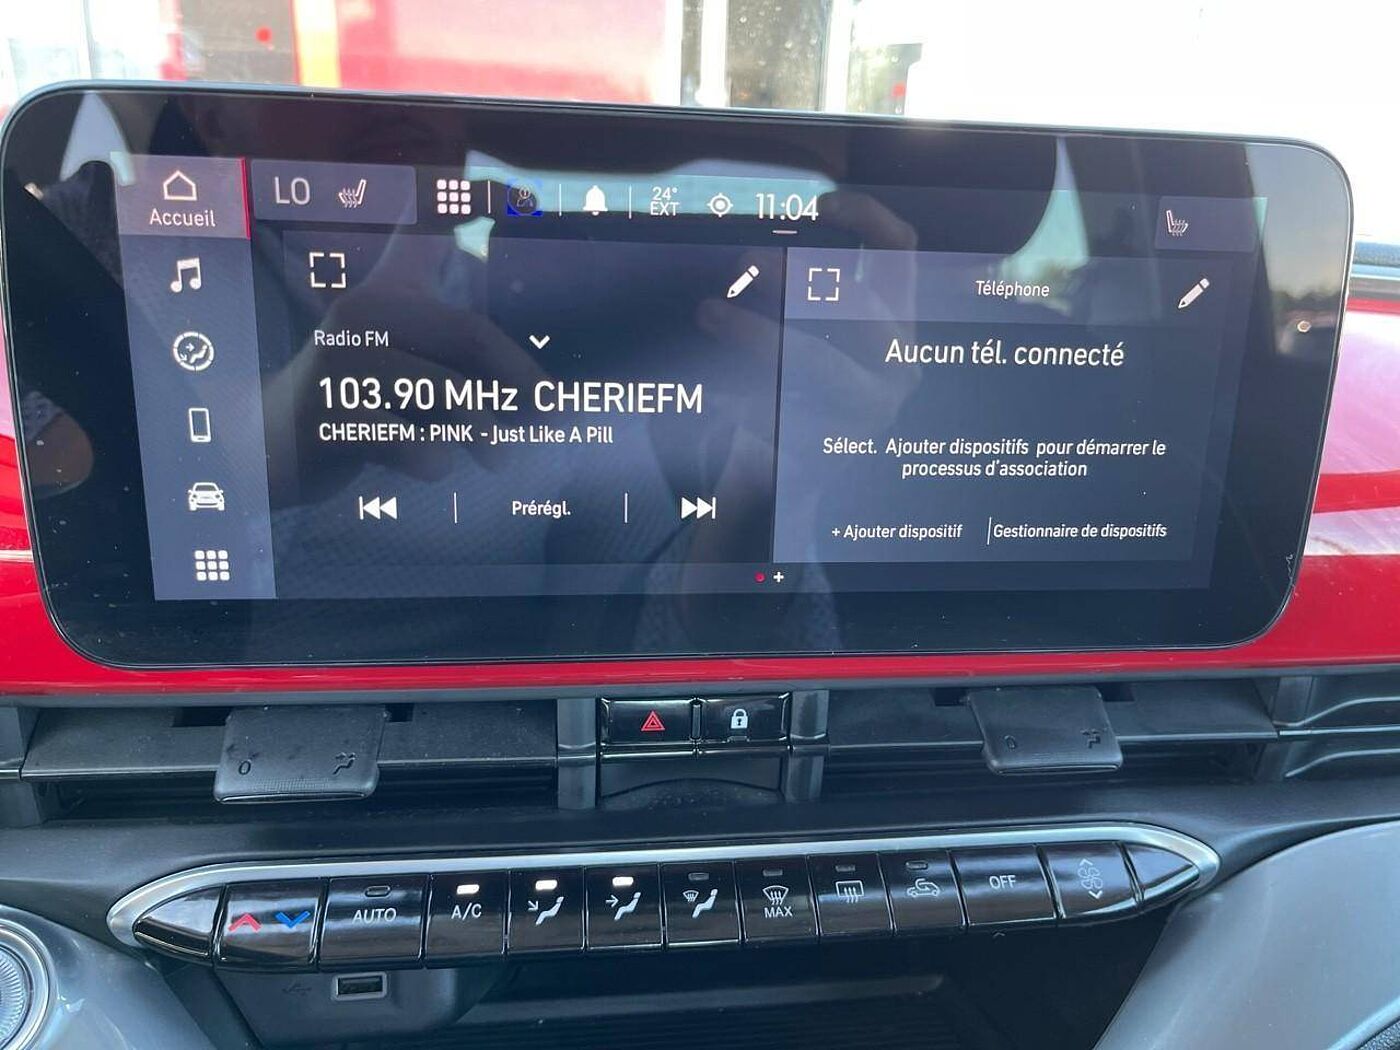 Accueil
LO
24°
EXT
11:04
Radio FM
103.90 MHz CHERIEFM
CHERIEFM : PINK - Just Like A Pill
Prérégl.
Téléphone
Aucun tél. connecté
Sélect. Ajouter dispositifs pour démarrer le
processus d'association
+ Ajouter dispositif
Gestionnaire de dispositifs
0
0
AUTO
A/C
MAX
OFF